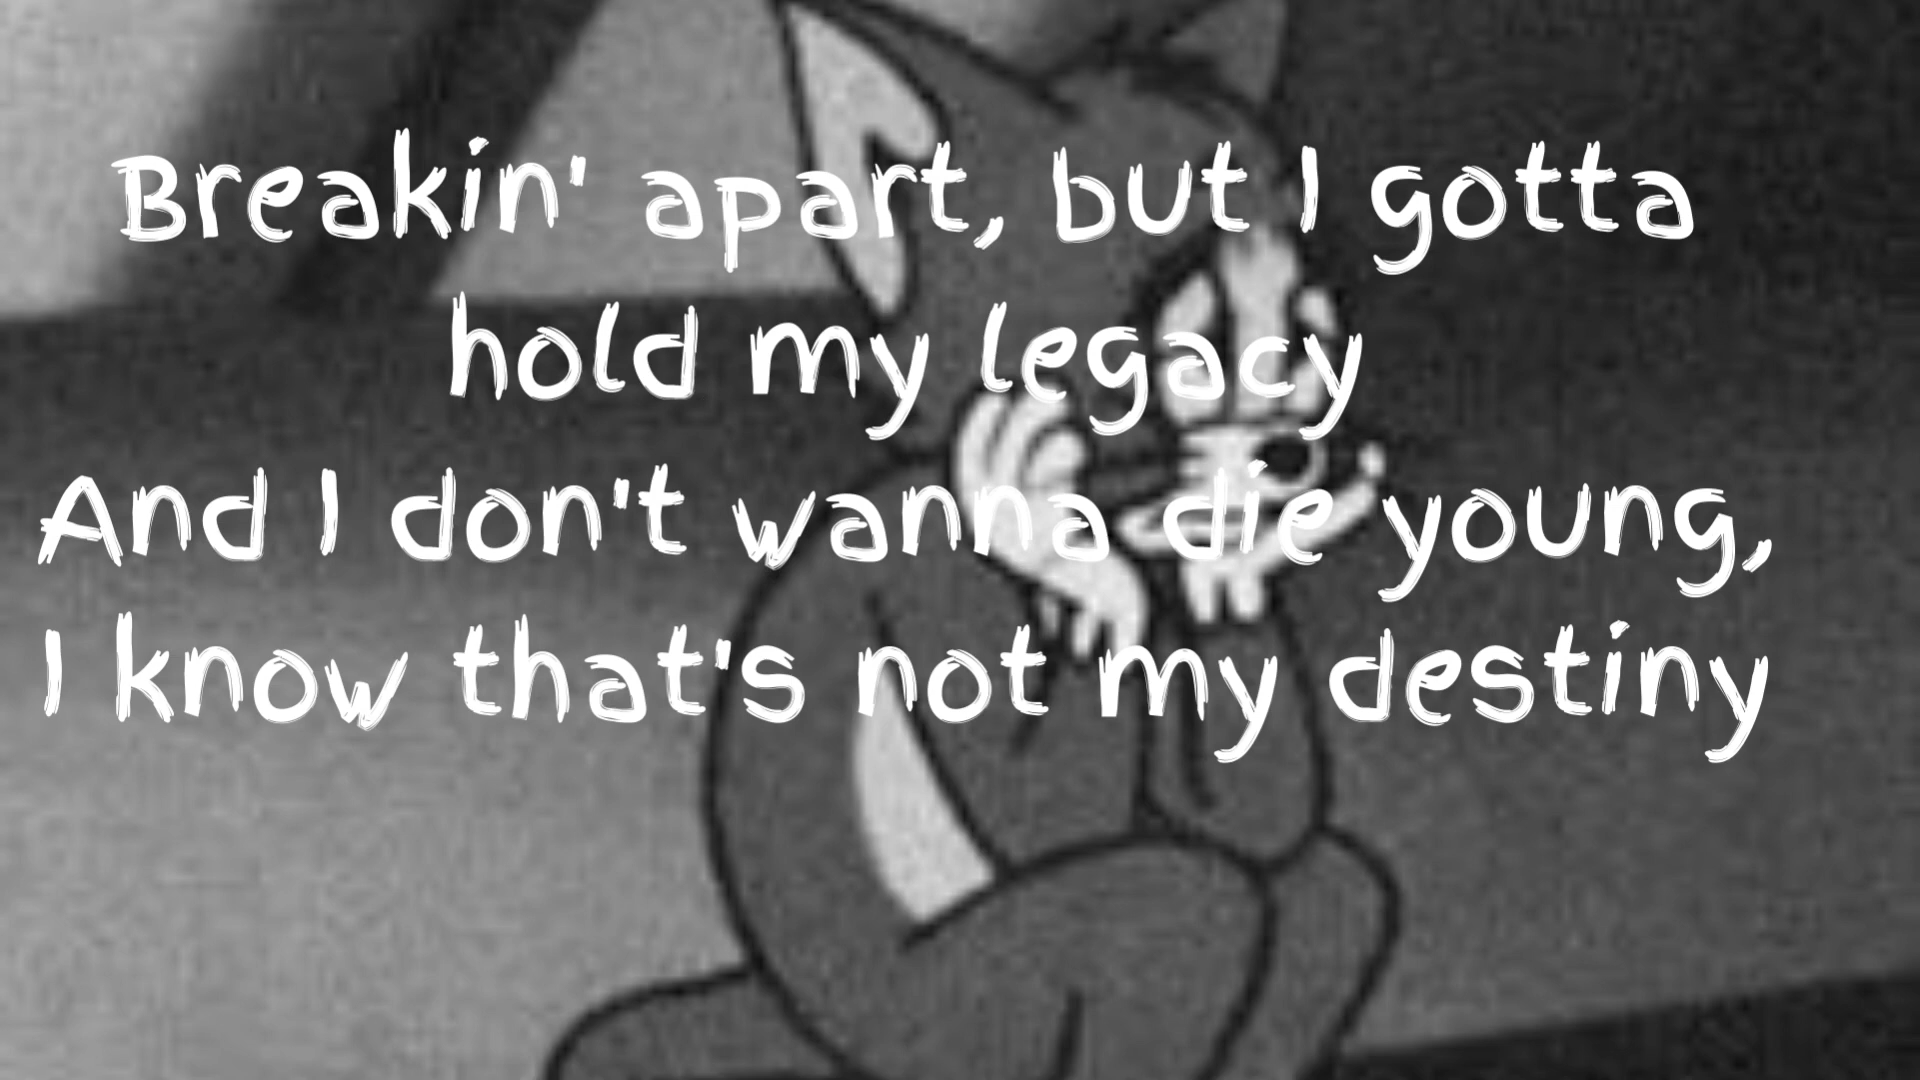 Breakin' apart, but I gotta
hold my legacy
And I don't wanna die young,
I know that's not my destiny